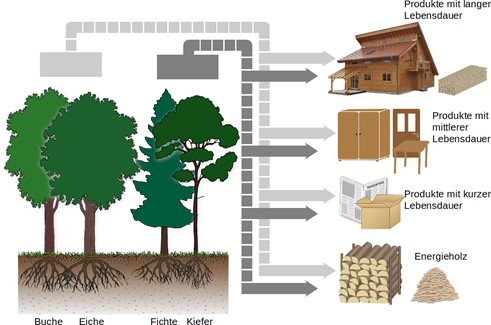 Produkte mit langer
Lebensdauer
Produkte mit
mittlerer
Lebensdauer
Produkte mit kurzer
Lebensdauer
Energieholz
Buche Eiche Fichte Kiefer